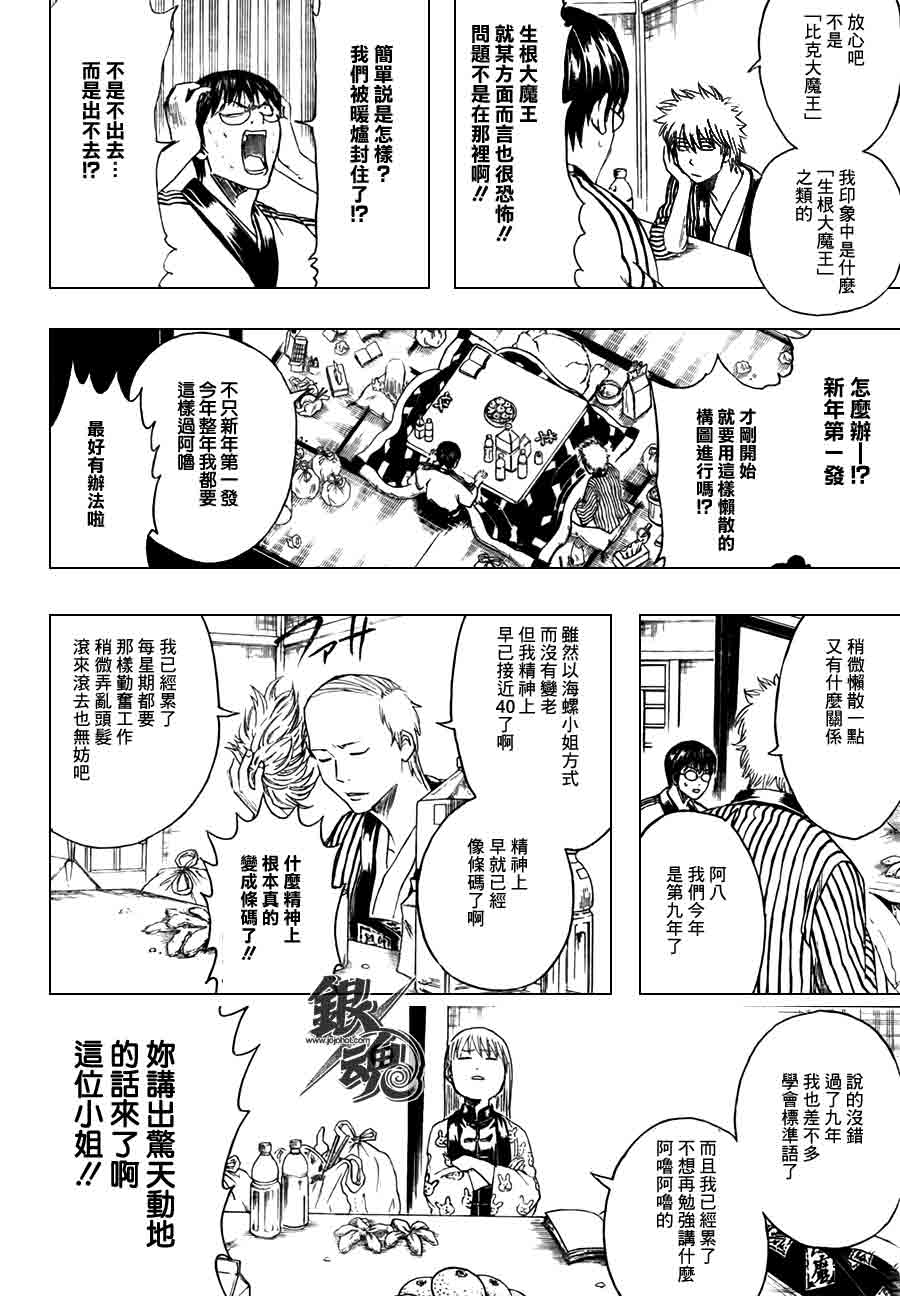 放心吧
不是
「比克大魔王」
我印象中是什麼
「生根大魔王」
之類的
生根大魔王
就某方面而言也很恐怖!!
問題不是在那裡啊!!
簡單說是怎樣?
我們被暖爐封住了!?
不是不出去…
而是出不去!?
怎麼辦—!?
新年第一發
才剛開始
就要用這樣懶散的
構圖進行嗎!?
不只新年第一發
今年整年我都要
這樣過阿嚕
最好有辦法啦
稍微懶散一點
又有什麼關係
阿八
我們今年
是第九年了
雖然以海螺小姐方式
而沒有變老
但我精神上
早已接近40了啊
精神上
早就已經
像條碼了啊
ファサ
什麼精神上
根本真的
變成條碼了!!
我已經累了
每星期都要
那樣勤奮工作
稍微弄亂頭髮
滾來滾去也無妨吧
說的沒錯
過了九年
我也差不多
學會標準語了
而且我已經累了
不想再勉強講什麼
阿嚕阿嚕的
妳講出驚天動地
的話來了啊
這位小姐!!
銀魂
www.jojohot.com
魔